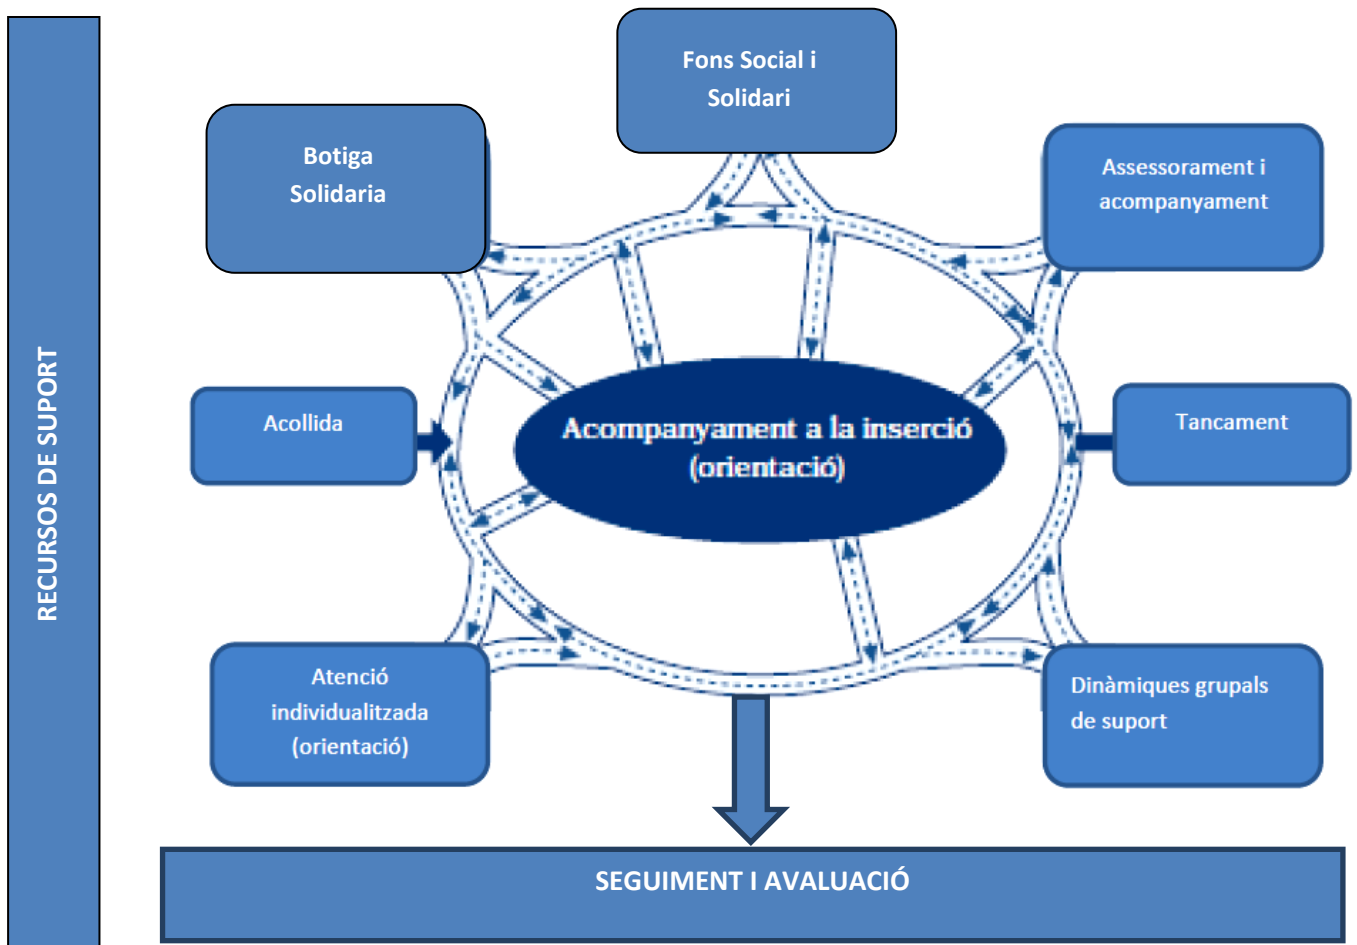 RECURSOS DE SUPORT
Fons Social i
Solidari
Botiga
Solidaria
Assessorament i
acompanyament
Acollida
Acompanyament a la inserció
(orientació)
Tancament
Atenció
individualitzada
(orientació)
Dinàmiques grupals
de suport
SEGUIMENT I AVALUACIÓ